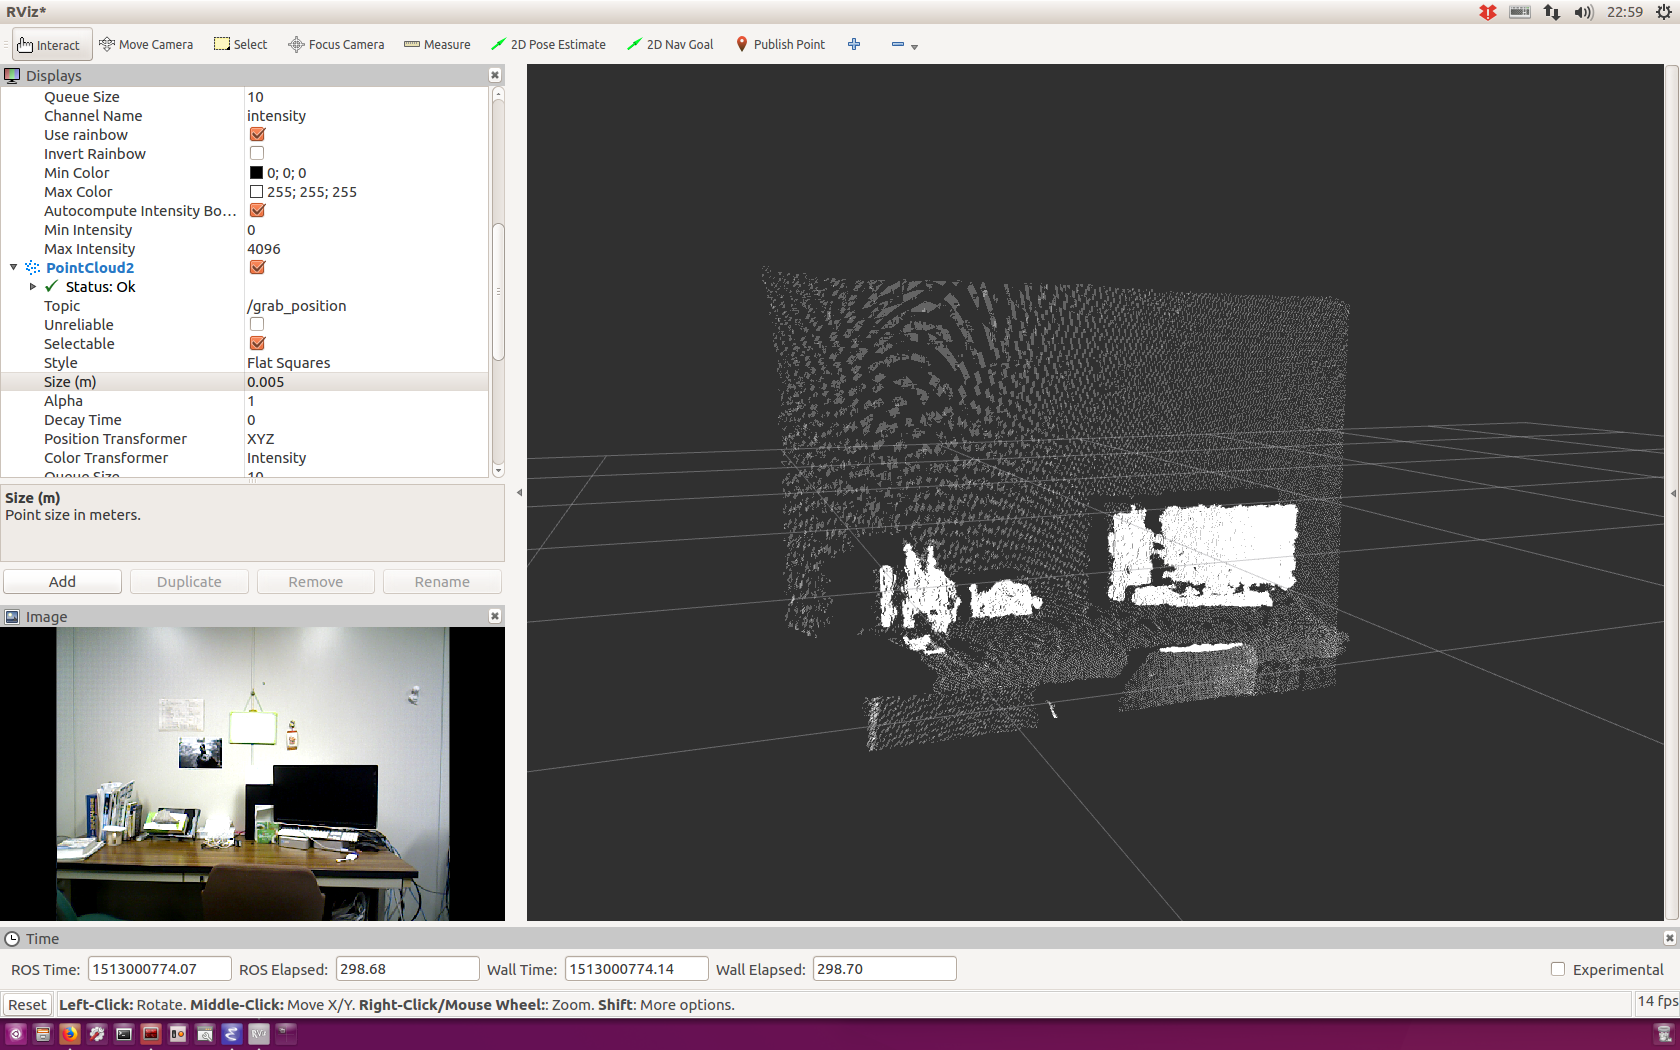 RViz*
22:59
Interact
Move Camera
Select
Focus Camera
Measure
2D Pose Estimate
2D Nav Goal
Publish Point
Displays
Queue Size 10
Channel Name intensity
Use rainbow
Invert Rainbow
Min Color 0; 0; 0
Max Color 255; 255; 255
Autocompute Intensity Bo...
Min Intensity 0
Max Intensity 4096
PointCloud2
Status: Ok
Topic /grab_position
Unreliable
Selectable
Style Flat Squares
Size (m) 0.005
Alpha 1
Decay Time 0
Position Transformer XYZ
Color Transformer Intensity
Queue Size 10
Size (m)
Point size in meters.
Add
Duplicate
Remove
Rename
Image
Time
ROS Time: 1513000774.07
ROS Elapsed: 298.68
Wall Time: 1513000774.14
Wall Elapsed: 298.70
Experimental
Reset
Left-Click: Rotate. Middle-Click: Move X/Y. Right-Click/Mouse Wheel:: Zoom. Shift: More options.
14 fps